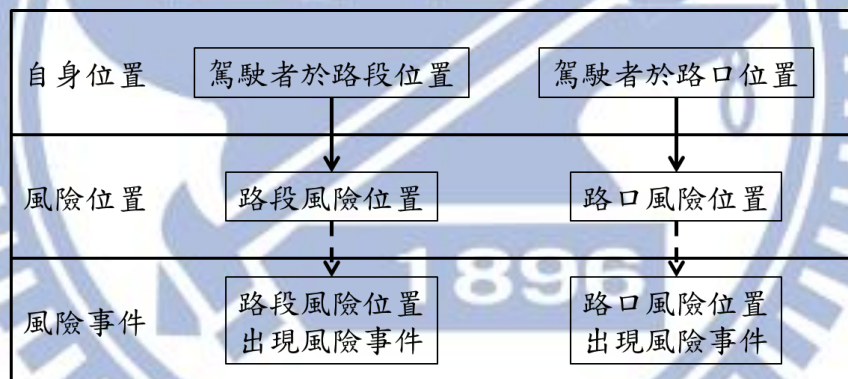 自身位置 駕駛者於路段位置 駕駛者於路口位置
風險位置 路段風險位置 路口風險位置
1896
風險事件 路段風險位置 路口風險位置
出現風險事件 出現風險事件